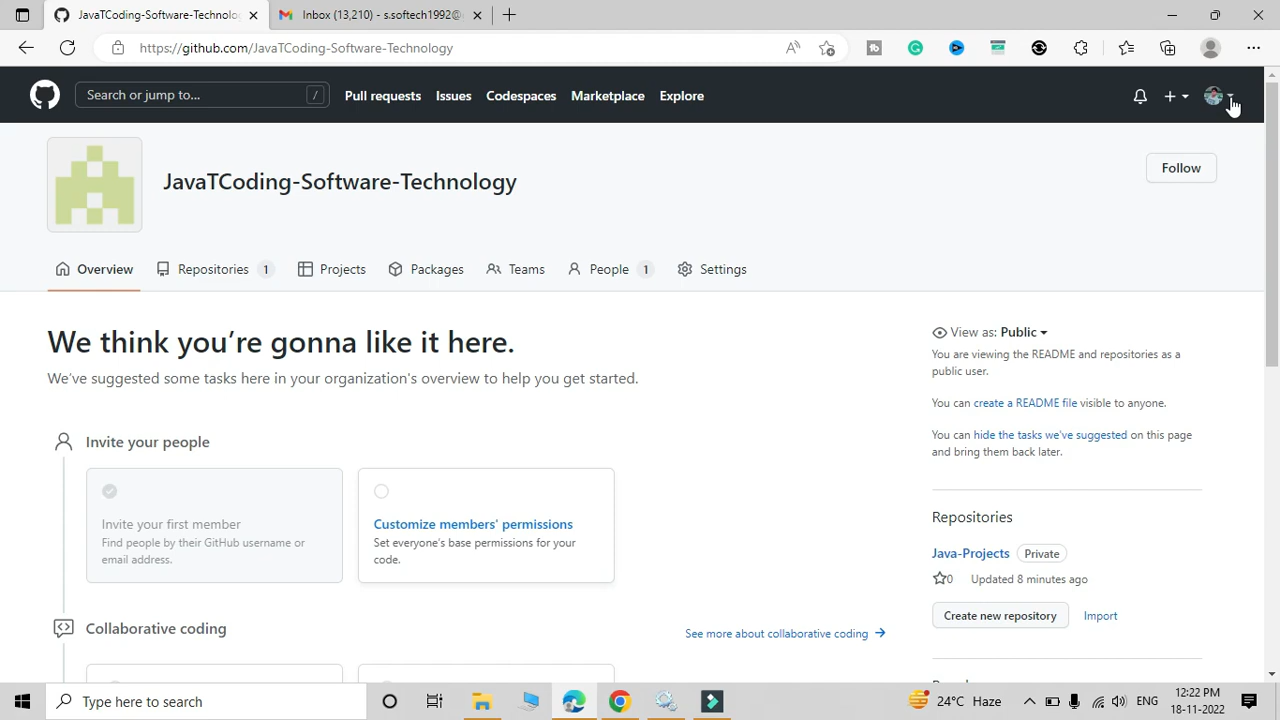 JavaTCoding-Software-Technolog
Inbox (13,210) - s.softech1992@
https://github.com/JavaTCoding-Software-Technology
Search or jump to...
/
Pull requests
Issues
Codespaces
Marketplace
Explore
JavaTCoding-Software-Technology
Follow
Overview
Repositories 1
Projects
Packages
Teams
People 1
Settings
We think you’re gonna like it here.
We’ve suggested some tasks here in your organization's overview to help you get started.
View as: Public
You are viewing the README and repositories as a
public user.
You can create a README file visible to anyone.
You can hide the tasks we've suggested on this page
and bring them back later.
Invite your people
Invite your first member
Find people by their GitHub username or
email address.
Customize members’ permissions
Set everyone's base permissions for your
code.
Repositories
Java-Projects Private
0 Updated 8 minutes ago
Create new repository
Import
Collaborative coding
See more about collaborative coding
Type here to search
24°C Haze
ENG
12:22 PM
18-11-2022